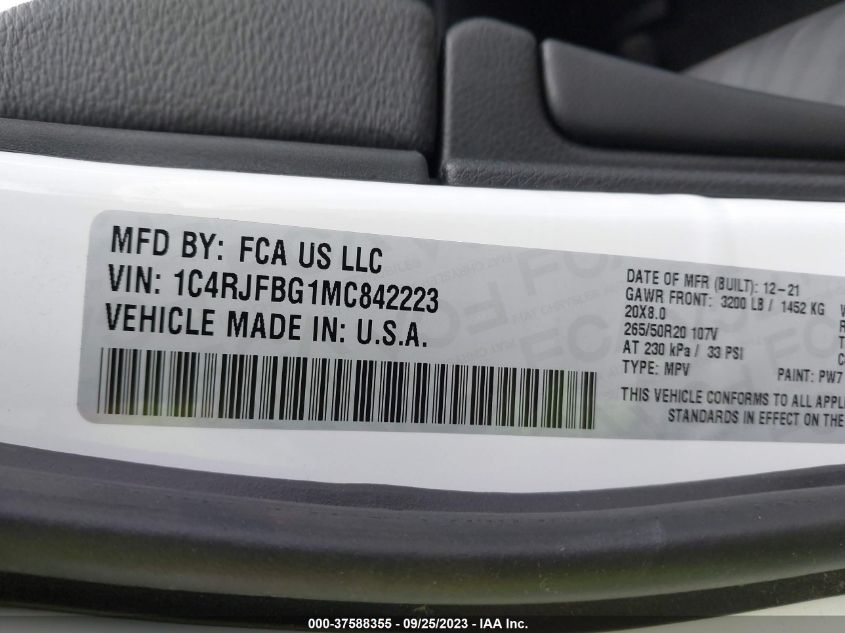 MFD BY: FCA US LLC
VIN: 1C4RJFBG1MC842223
VEHICLE MADE IN: U.S.A.
DATE OF MFR (BUILT): 12-21
GAWR FRONT: 3200 LB / 1452 KG
20X8.0
265/50R20 107V
AT 230 kPa / 33 PSI
TYPE: MPV
PAINT: PW7
THIS VEHICLE CONFORMS TO ALL APPL
STANDARDS IN EFFECT ON THE
000-37588355 - 09/25/2023 - IAA Inc.